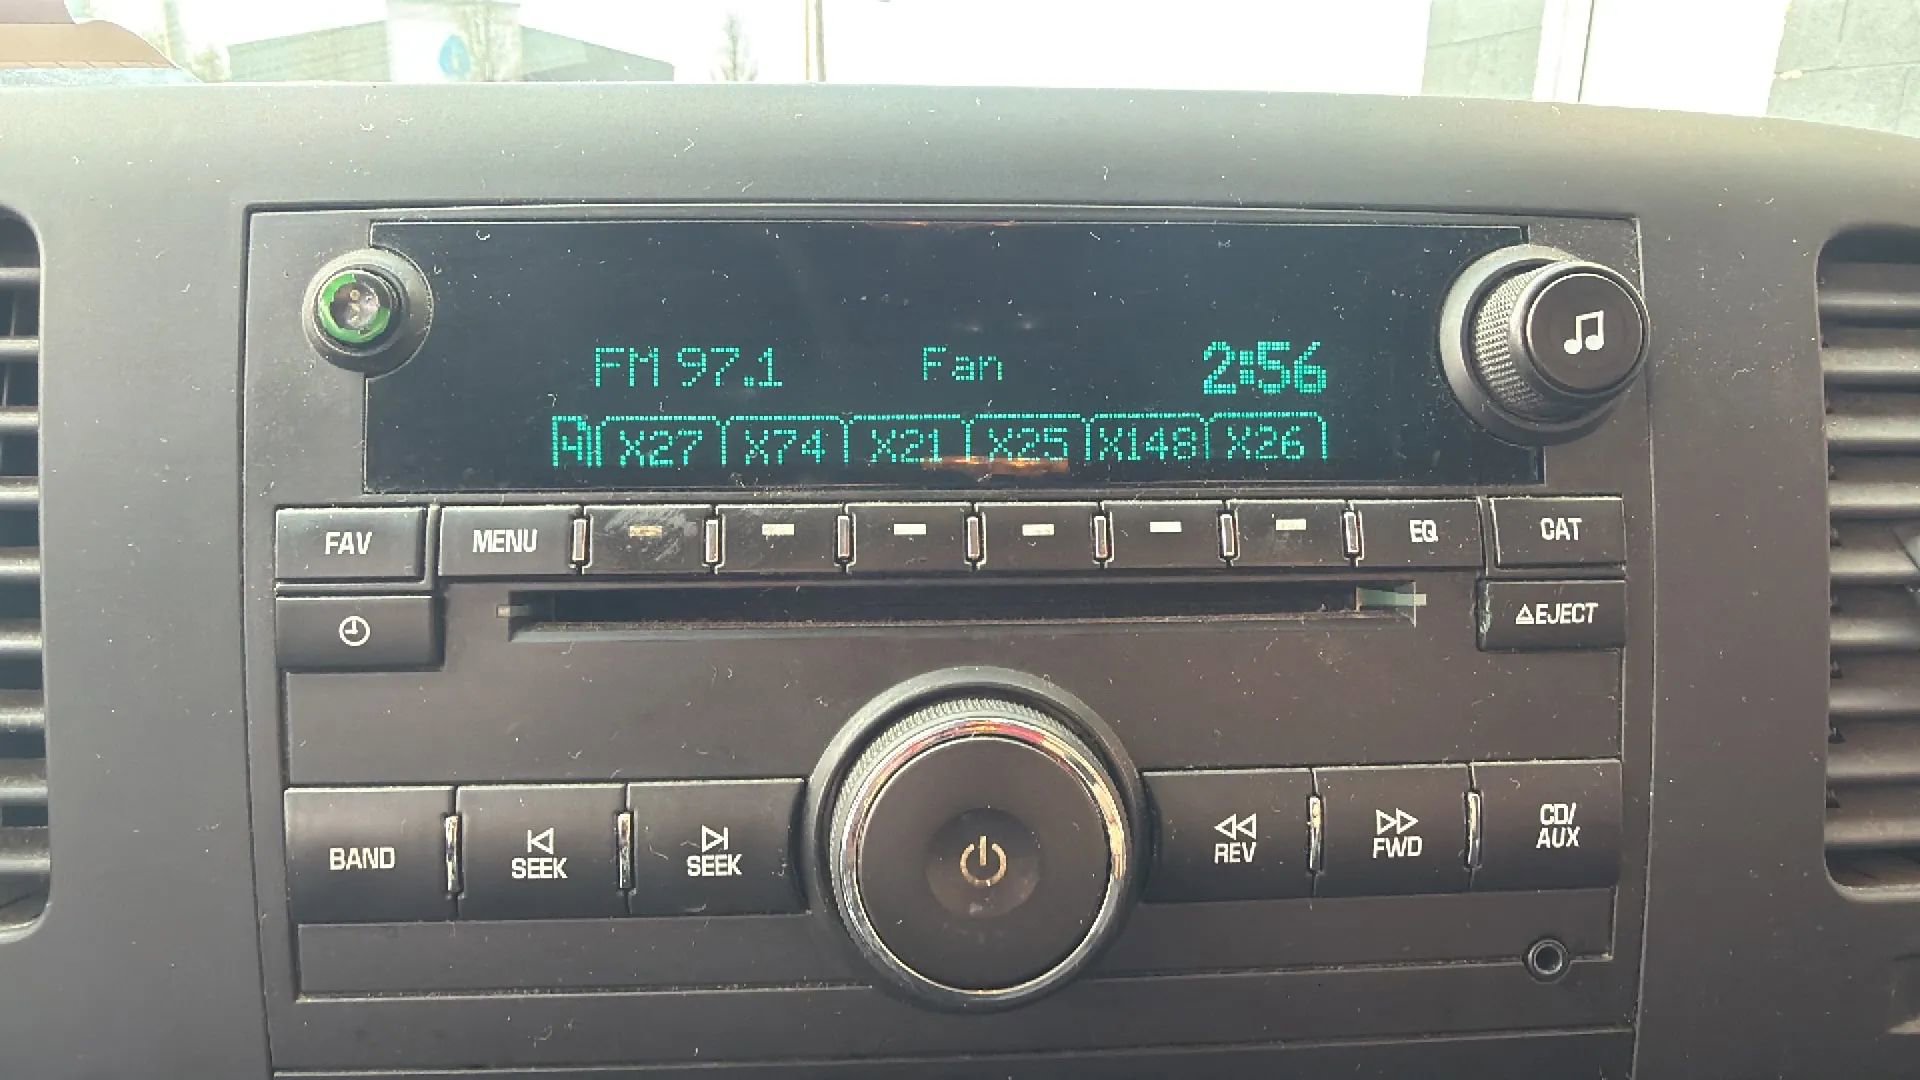 FM 97.1 Fan 2:56
X27 X74 X21 X25 X148 X26
FAV MENU EQ CAT
EJECT
BAND SEEK SEEK REV FWD CD/
AUX